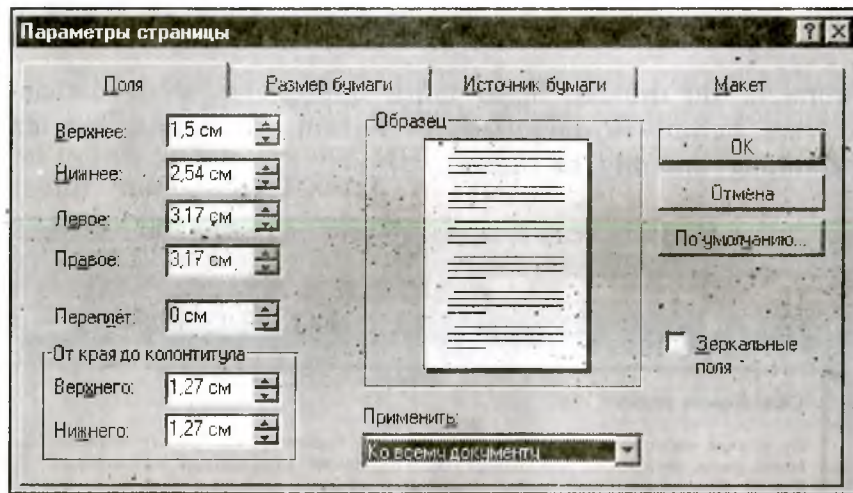 Параметры страницы
Поля Размер бумаги Источник бумаги Макет
Верхнее: 1,5 см
Нижнее: 2,54 см
Левое: 3,17 см
Правое: 3,17 см
Переплёт: 0 см
От края до колонтитула
Верхнего: 1,27 см
Нижнего: 1,27 см
Образец
Применить:
Ко всему документу
ОК
Отмена
По умолчанию...
Зеркальные
поля